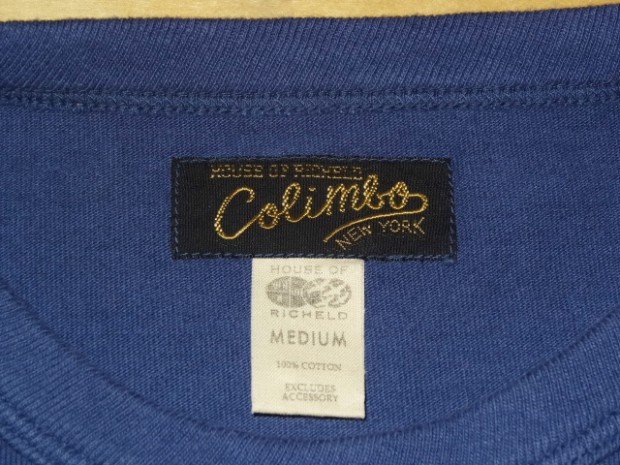 HOUSE OF RICHELD
Colimbo
NEW YORK
HOUSE OF
RICHELD
MEDIUM
100% COTTON
EXCLUDES
ACCESSORY